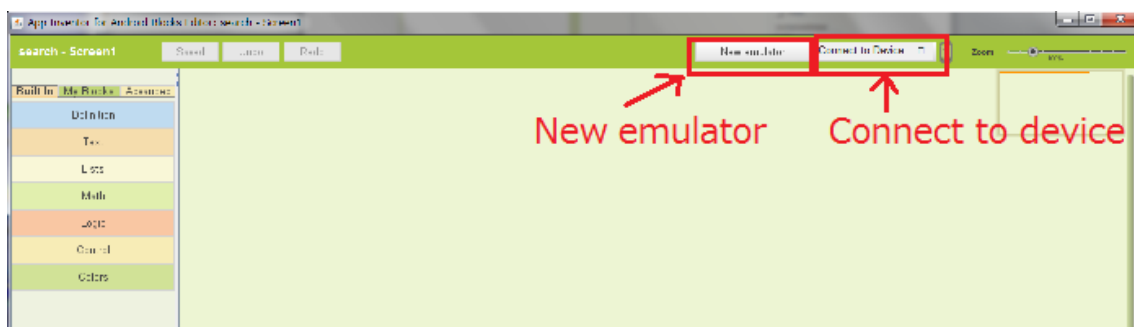 App Inventor for Android Blocks Editor: search - Screen1
search - Screen1 Saved Undo Redo New emulator Connect to Device Zoom
Built In My Blocks Advanced
Definition
Text
Lists
Math
Logic
Control
Colors
New emulator Connect to device